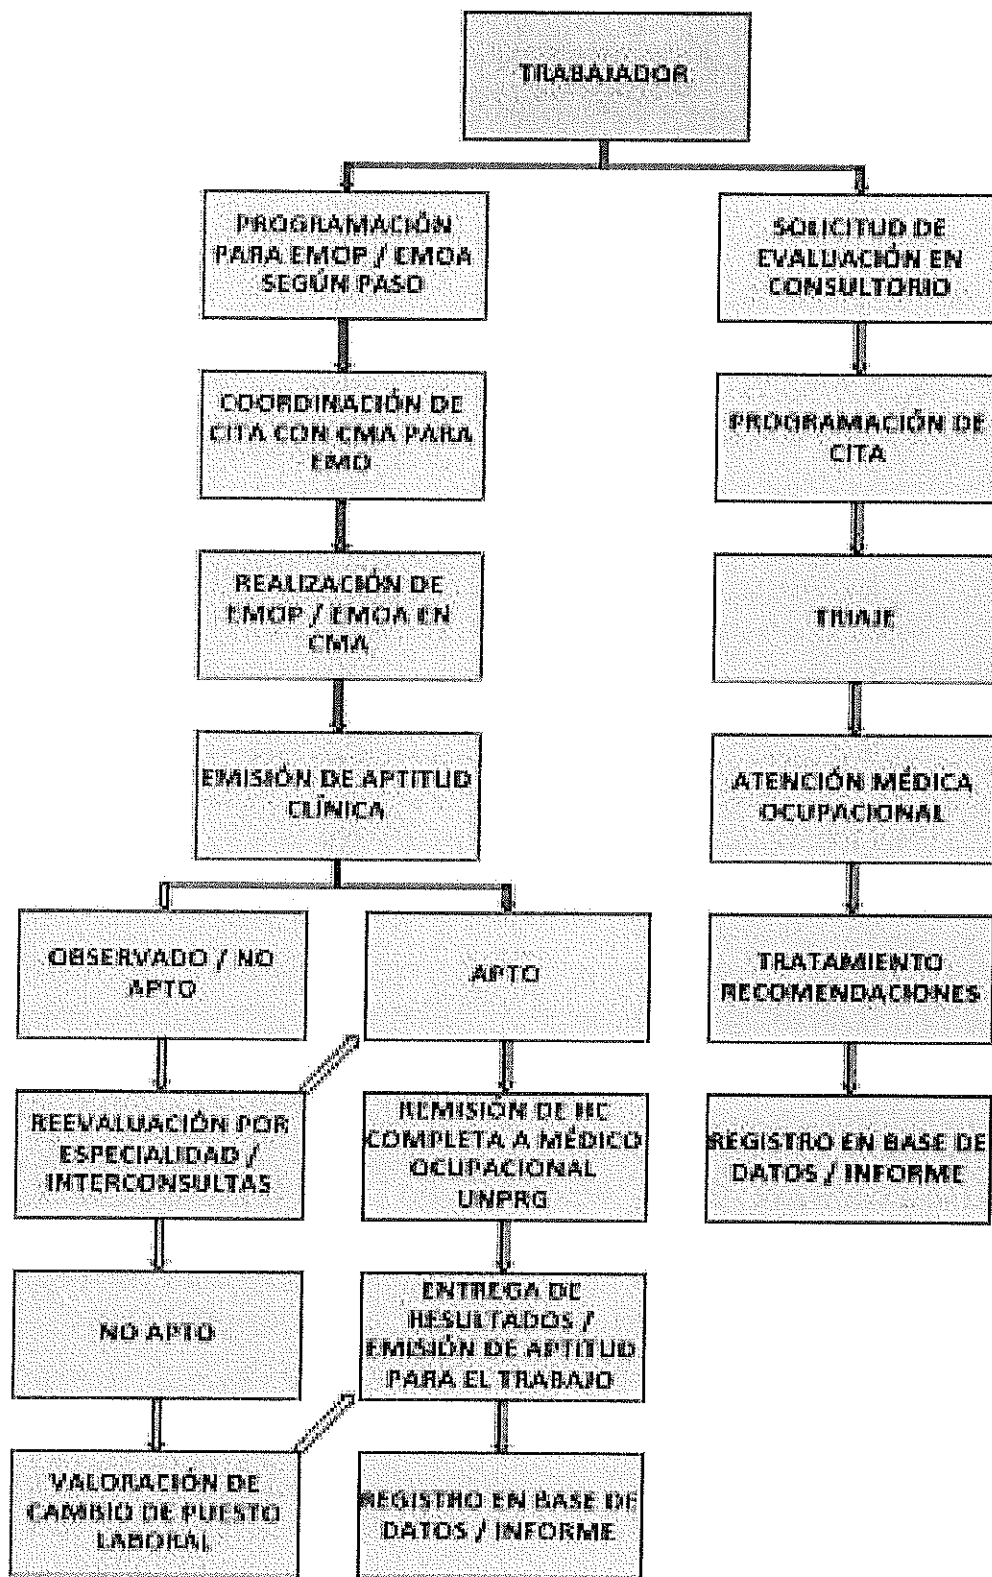 TRABAJADOR
PROGRAMACIÓN
PARA EMOP / EMOA
SEGÚN PASO
SOLICITUD DE
EVALUACIÓN EN
CONSULTORIO
COORDINACIÓN DE
CITA CON CMA PARA
EMO
PROGRAMACIÓN DE
CITA
REALIZACIÓN DE
EMOP / EMOA EN
CMA
TRIAJE
EMISIÓN DE APTITUD
CLÍNICA
ATENCIÓN MÉDICA
OCUPACIONAL
OBSERVADO / NO
APTO
APTO
TRATAMIENTO
RECOMENDACIONES
REEVALUACIÓN POR
ESPECIALIDAD /
INTERCONSULTAS
REMISIÓN DE HC
COMPLETA A MÉDICO
OCUPACIONAL
UNPRG
REGISTRO EN BASE DE
DATOS / INFORME
NO APTO
ENTREGA DE
RESULTADOS /
EMISIÓN DE APTITUD
PARA EL TRABAJO
VALORACIÓN DE
CAMBIO DE PUESTO
LABORAL
REGISTRO EN BASE DE
DATOS / INFORME